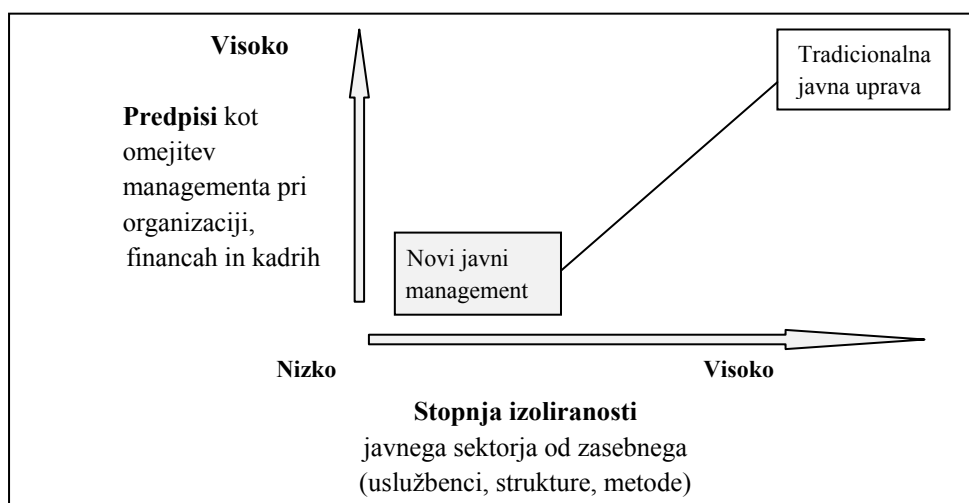 Visoko
Predpisi kot
omejitev
managementa pri
organizaciji,
financah in kadrih
Tradicionalna
javna uprava
Novi javni
management
Nizko
Visoko
Stopnja izoliranosti
javnega sektorja od zasebnega
(uslužbenci, strukture, metode)